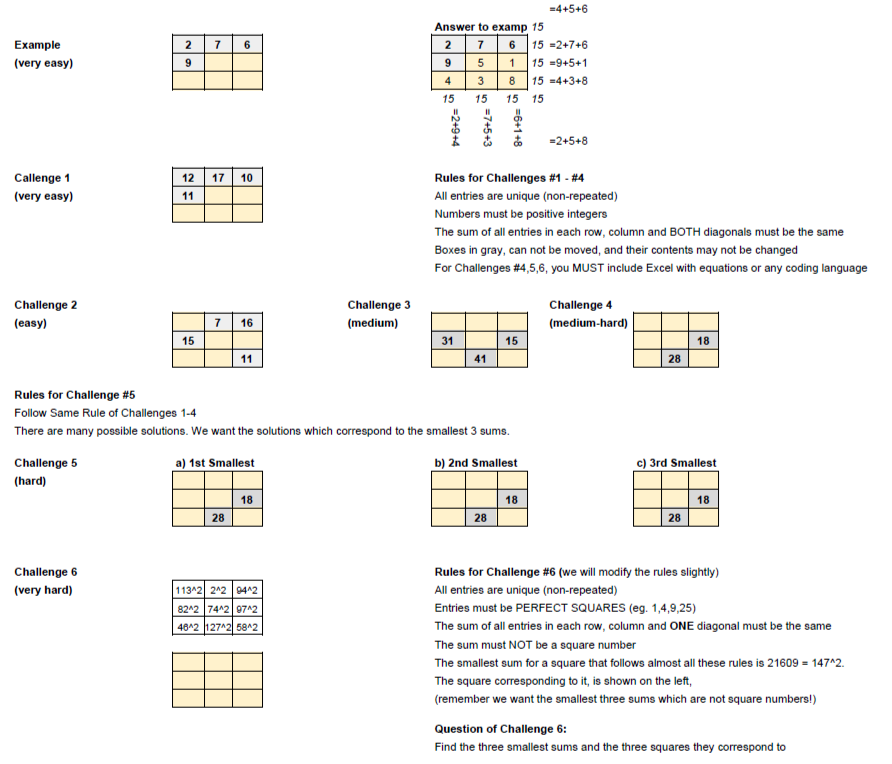 =4+5+6
Answer to examp 15
Example 2 7 6 2 7 6 15 =2+7+6
(very easy) 9 9 5 1 15 =9+5+1
4 3 8 15 =4+3+8
15 15 15 15
=2+9+4 =7+5+3 =6+1+8 =2+5+8
Callenge 1 12 17 10 Rules for Challenges #1 - #4
(very easy) 11 All entries are unique (non-repeated)
Numbers must be positive integers
The sum of all entries in each row, column and BOTH diagonals must be the same
Boxes in gray, can not be moved, and their contents may not be changed
For Challenges #4,5,6, you MUST include Excel with equations or any coding language
Challenge 2 Challenge 3 Challenge 4
(easy) 7 16 (medium) (medium-hard)
15 31 15 18
11 41 28
Rules for Challenge #5
Follow Same Rule of Challenges 1-4
There are many possible solutions. We want the solutions which correspond to the smallest 3 sums.
Challenge 5 a) 1st Smallest b) 2nd Smallest c) 3rd Smallest
(hard)
18 18 18
28 28 28
Challenge 6 Rules for Challenge #6 (we will modify the rules slightly)
(very hard) 113^2 2^2 94^2 All entries are unique (non-repeated)
82^2 74^2 97^2 Entries must be PERFECT SQUARES (eg. 1,4,9,25)
46^2 127^2 58^2 The sum of all entries in each row, column and ONE diagonal must be the same
The sum must NOT be a square number
The smallest sum for a square that follows almost all these rules is 21609 = 147^2.
The square corresponding to it, is shown on the left,
(remember we want the smallest three sums which are not square numbers!)
Question of Challenge 6:
Find the three smallest sums and the three squares they correspond to